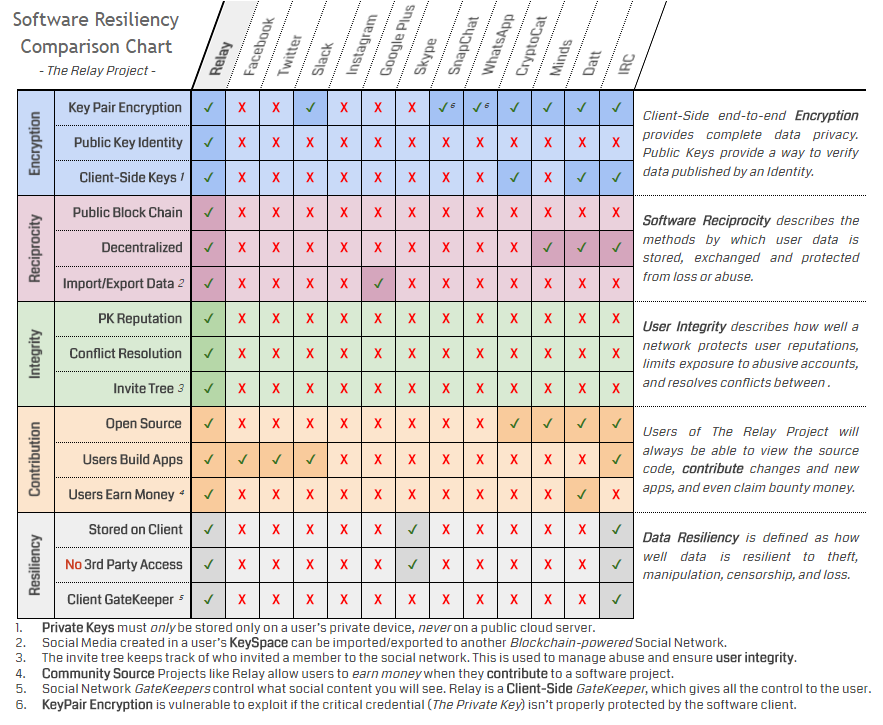 Software Resiliency
Comparison Chart
- The Relay Project -
Relay
Facebook
Twitter
Slack
Instagram
Google Plus
Skype
SnapChat
WhatsApp
CryptoCat
Minds
Datt
IRC
Encryption
Key Pair Encryption ✓ X X ✓ X X X ✓6 ✓6 ✓ ✓ ✓ ✓
Public Key Identity ✓ X X X X X X X X X X X X
Client-Side Keys 1 ✓ X X X X X X X X ✓ X ✓ ✓
Client-Side end-to-end Encryption
provides complete data privacy.
Public Keys provide a way to verify
data published by an Identity.
Reciprocity
Public Block Chain ✓ X X X X X X X X X X X X
Decentralized ✓ X X X X X X X X X ✓ ✓ ✓
Import/Export Data 2 ✓ X X X X ✓ X X X X X X X
Software Reciprocity describes the
methods by which user data is
stored, exchanged and protected
from loss or abuse.
Integrity
PK Reputation ✓ X X X X X X X X X X X X
Conflict Resolution ✓ X X X X X X X X X X X X
Invite Tree 3 ✓ X X X X X X X X X X X X
User Integrity describes how well a
network protects user reputations,
limits exposure to abusive accounts,
and resolves conflicts between .
Contribution
Open Source ✓ X X X X X X X X ✓ ✓ ✓ ✓
Users Build Apps ✓ ✓ ✓ ✓ X X X X X X X X ✓
Users Earn Money 4 ✓ X X X X X X X X X X ✓ X
Users of The Relay Project will
always be able to view the source
code, contribute changes and new
apps, and even claim bounty money.
Resiliency
Stored on Client ✓ X X X X X ✓ X X X X X ✓
No 3rd Party Access ✓ X X X X X ✓ X X X X X ✓
Client GateKeeper 5 ✓ X X X X X X X X X X X ✓
Data Resiliency is defined as how
well data is resilient to theft,
manipulation, censorship, and loss.
1. Private Keys must only be stored only on a user's private device, never on a public cloud server.
2. Social Media created in a user's KeySpace can be imported/exported to another Blockchain-powered Social Network.
3. The invite tree keeps track of who invited a member to the social network. This is used to manage abuse and ensure user integrity.
4. Community Source Projects like Relay allow users to earn money when they contribute to a software project.
5. Social Network GateKeepers control what social content you will see. Relay is a Client-Side GateKeeper, which gives all the control to the user.
6. KeyPair Encryption is vulnerable to exploit if the critical credential (The Private Key) isn't properly protected by the software client.